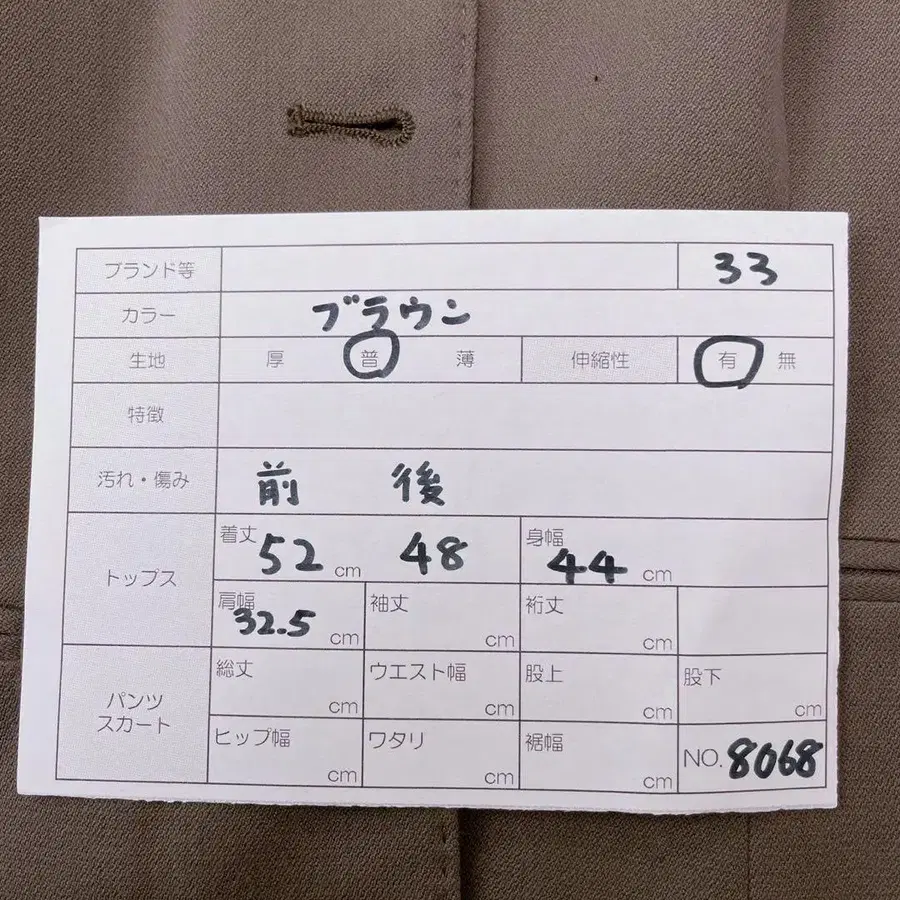 ブランド等 33
カラー ブラウン
生地 厚 普 薄 伸縮性 有 無
特徴
汚れ・傷み 前 後
トップス
着丈 52 cm 48 身幅 44 cm
肩幅 32.5 cm 袖丈 cm 裄丈 cm
パンツ
スカート
総丈 cm ウエスト幅 cm 股上 cm 股下 cm
ヒップ幅 cm ワタリ cm 裾幅 cm NO. 8068